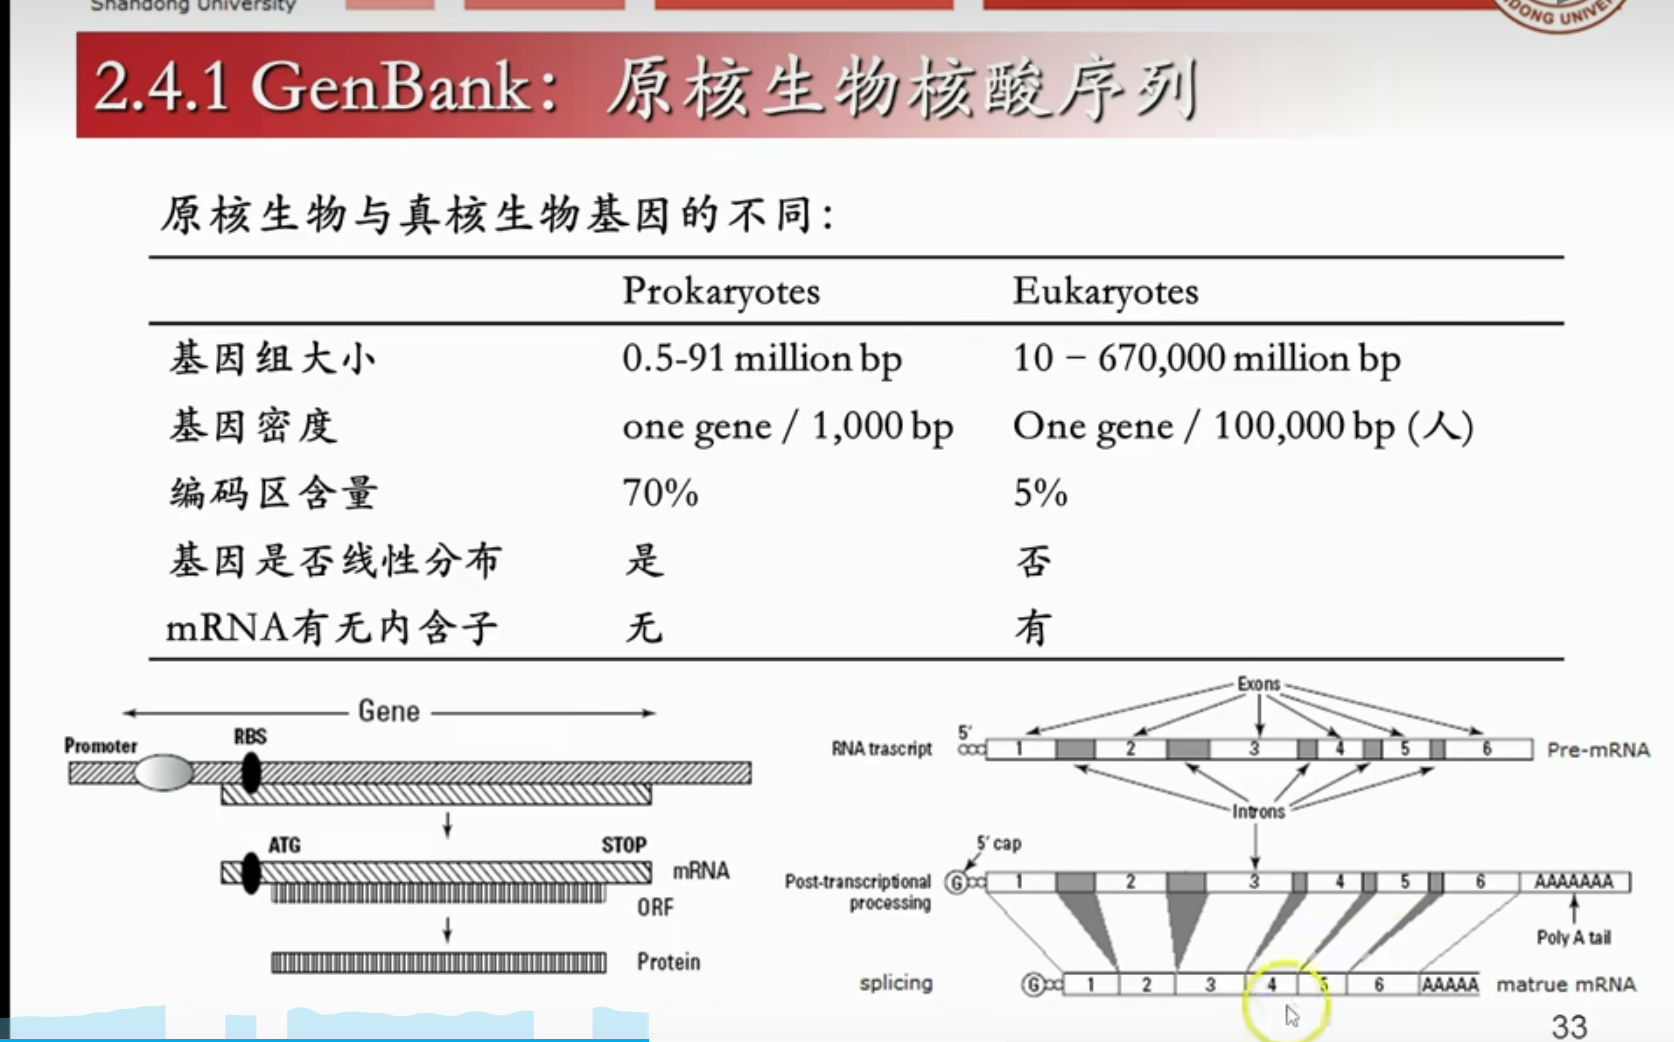 Shandong University
DONG UNIVER
2.4.1 GenBank：原核生物核酸序列
原核生物与真核生物基因的不同：
Prokaryotes Eukaryotes
基因组大小 0.5-91 million bp 10 – 670,000 million bp
基因密度 one gene / 1,000 bp One gene / 100,000 bp (人)
编码区含量 70% 5%
基因是否线性分布 是 否
mRNA有无内含子 无 有
Gene
Promoter
RBS
ATG STOP
mRNA
ORF
Protein
Exons
5'
RNA trascript 1 2 3 4 5 6 Pre-mRNA
Introns
5' cap
Post-transcriptional G 1 2 3 4 5 6 AAAAAAA
processing
Poly A tail
splicing G 1 2 3 4 5 6 AAAAA matrue mRNA
33